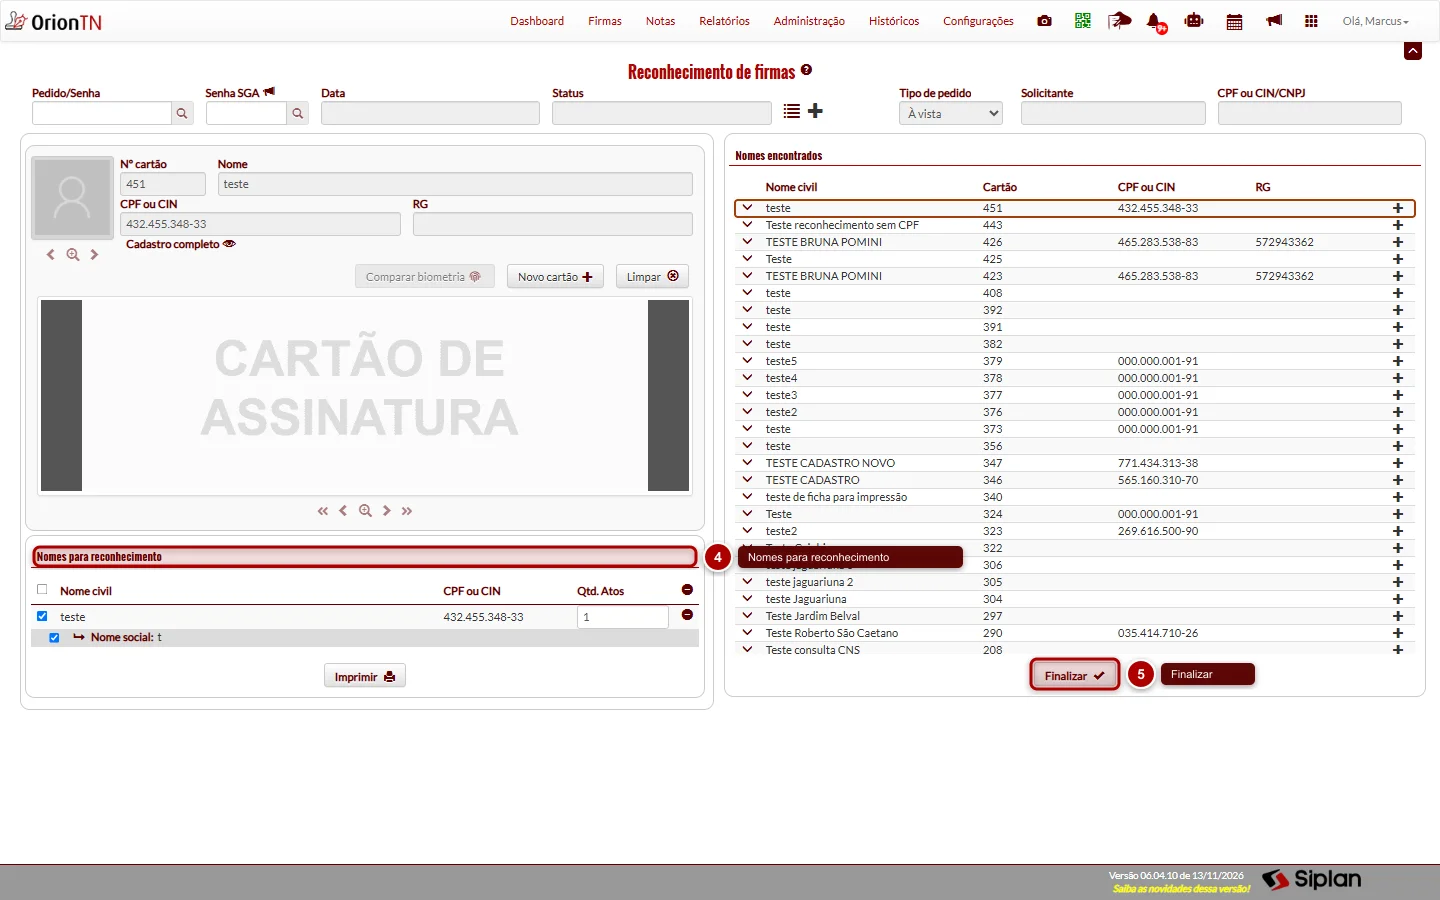 OrionTN
Dashboard Firmas Notas Relatórios Administração Históricos Configurações 9+ Olá, Marcus
Reconhecimento de firmas ?
Pedido/Senha Senha SGA Data Status Tipo de pedido Solicitante CPF ou CIN/CNPJ
À vista
Nº cartão Nome
451 teste
CPF ou CIN RG
432.455.348-33
Cadastro completo
Comparar biometria Novo cartão Limpar
CARTÃO DE
ASSINATURA
Nomes para reconhecimento
Nome civil CPF ou CIN Qtd. Atos
teste 432.455.348-33 1
Nome social: t
Imprimir
Nomes encontrados
Nome civil Cartão CPF ou CIN RG
teste 451 432.455.348-33
Teste reconhecimento sem CPF 443
TESTE BRUNA POMINI 426 465.283.538-83 572943362
Teste 425
TESTE BRUNA POMINI 423 465.283.538-83 572943362
teste 408
teste 392
teste 391
teste 382
teste5 379 000.000.001-91
teste4 378 000.000.001-91
teste3 377 000.000.001-91
teste2 376 000.000.001-91
teste 373 000.000.001-91
teste 356
TESTE CADASTRO NOVO 347 771.434.313-38
TESTE CADASTRO 346 565.160.310-70
teste de ficha para impressão 340
Teste 324 000.000.001-91
teste2 323 269.616.500-90
322
4 Nomes para reconhecimento
306
teste jaguariuna 2 305
teste Jaguariuna 304
Teste Jardim Belval 297
Teste Roberto São Caetano 290 035.414.710-26
Teste consulta CNS 208
Finalizar 5 Finalizar
Versão 06.04.10 de 13/11/2026
Saiba as novidades dessa versão!
Siplan